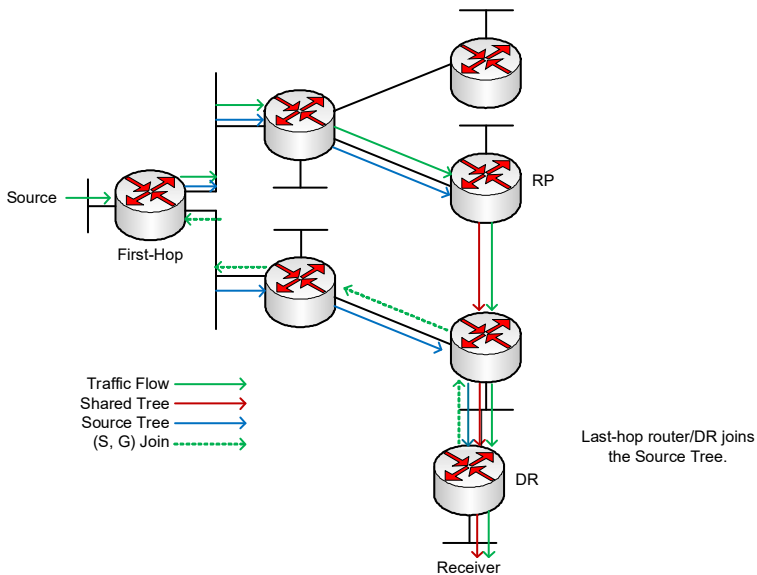 RP
Source
First-Hop
Traffic Flow
Shared Tree
Source Tree
(S, G) Join
Last-hop router/DR joins
the Source Tree.
DR
Receiver